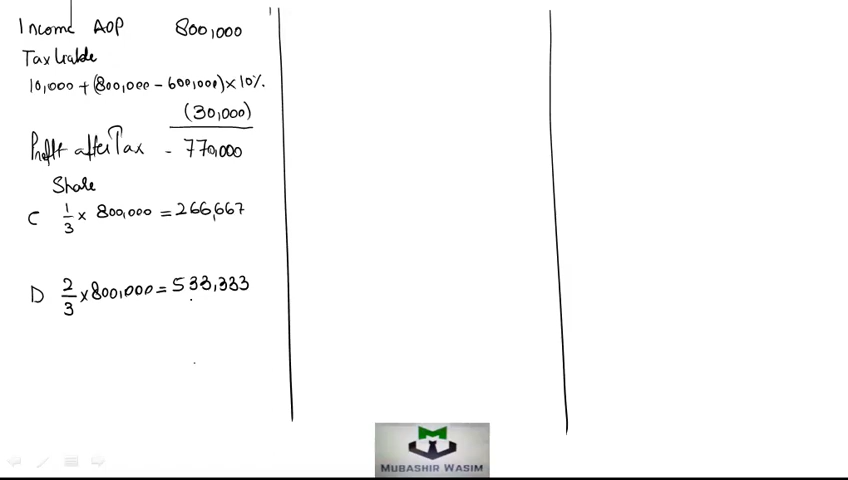 Income AOP 800,000
Tax liable
10,000 + (800,000 - 600,000) × 10%.
(30,000)
Profit after Tax - 770,000
Share
C 1/3 × 800,000 = 266,667
D 2/3 × 800,000 = 533,333
MUBASHIR WASIM